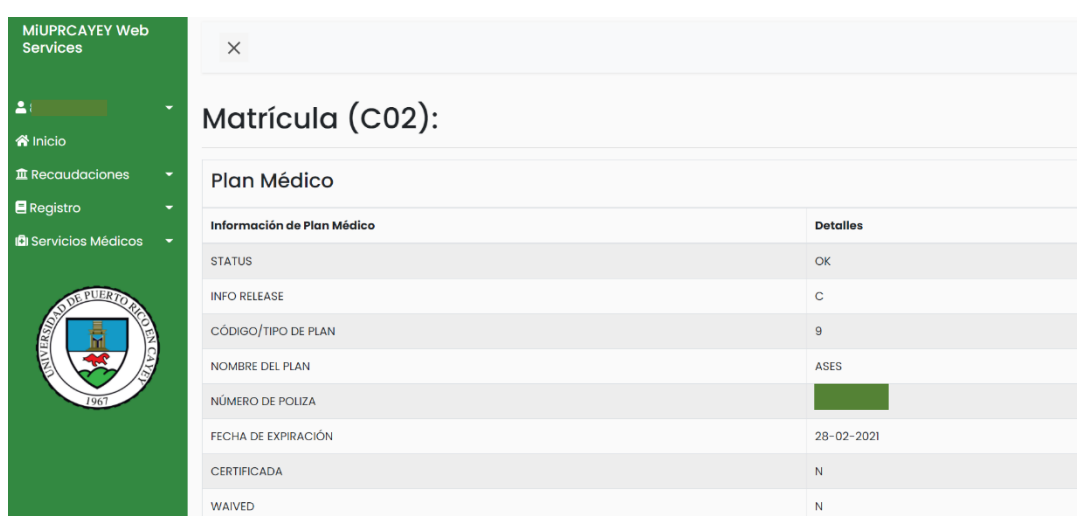 MiUPRCAYEY Web
Services
Inicio
Recaudaciones
Registro
Servicios Médicos
UNIVERSIDAD DE PUERTO RICO EN CAYEY
1967
Matrícula (C02):
Plan Médico
Información de Plan Médico Detalles
STATUS OK
INFO RELEASE C
CÓDIGO/TIPO DE PLAN 9
NOMBRE DEL PLAN ASES
NÚMERO DE POLIZA
FECHA DE EXPIRACIÓN 28-02-2021
CERTIFICADA N
WAIVED N